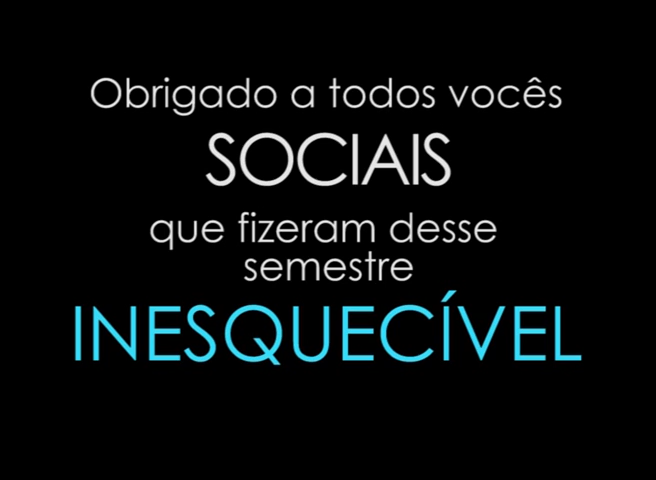 Obrigado a todos vocês
SOCIAIS
que fizeram desse
semestre
INESQUECÍVEL